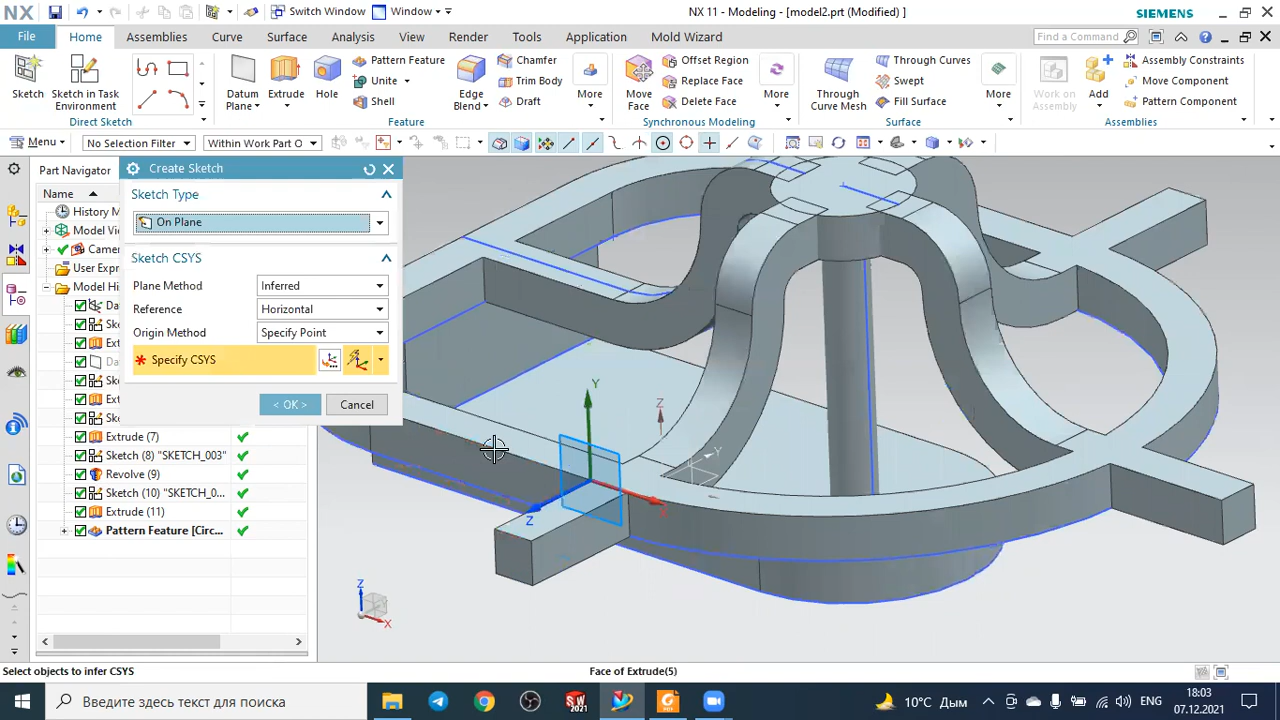 NX
Switch Window
Window
NX 11 - Modeling - [model2.prt (Modified) ]
SIEMENS
File
Home
Assemblies
Curve
Surface
Analysis
View
Render
Tools
Application
Mold Wizard
Find a Command
Sketch
Sketch in Task
Environment
Direct Sketch
Datum
Plane
Extrude
Hole
Pattern Feature
Unite
Shell
Edge
Blend
Chamfer
Trim Body
Draft
More
Feature
Move
Face
Offset Region
Replace Face
Delete Face
More
Synchronous Modeling
Through
Curve Mesh
Through Curves
Swept
Fill Surface
More
Surface
Work on
Assembly
Add
Assembly Constraints
Move Component
Pattern Component
Assemblies
Menu
No Selection Filter
Within Work Part O
Part Navigator
Name
History M
Model Vie
Camer
User Expr
Model Hi
Da
Ske
Ext
Da
Ske
Ext
Ske
Extrude (7)
Sketch (8) "SKETCH_003"
Revolve (9)
Sketch (10) "SKETCH_0...
Extrude (11)
Pattern Feature [Circ...
Create Sketch
Sketch Type
On Plane
Sketch CSYS
Plane Method
Inferred
Reference
Horizontal
Origin Method
Specify Point
* Specify CSYS
< OK >
Cancel
Y
Z
Z
Y
Z
X
Select objects to infer CSYS
Face of Extrude(5)
Введите здесь текст для поиска
SW
2021
10°C Дым
ENG
18:03
07.12.2021